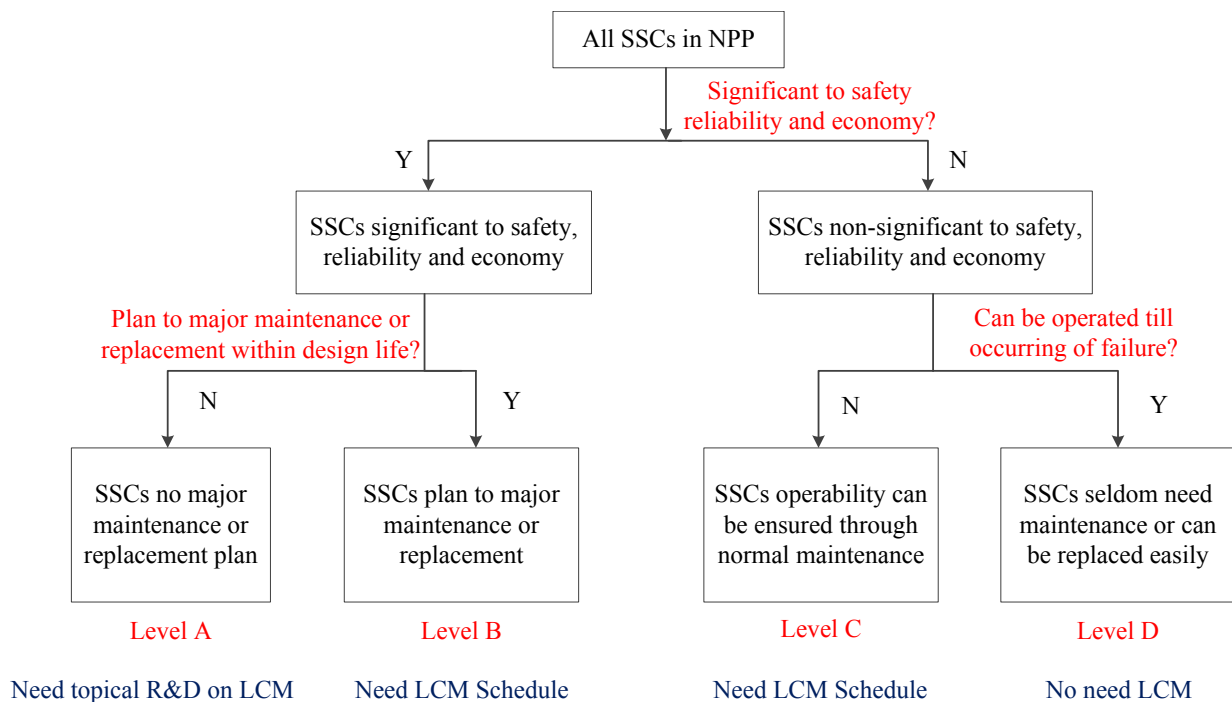 All SSCs in NPP
Significant to safety
reliability and economy?
Y
N
SSCs significant to safety,
reliability and economy
SSCs non-significant to safety,
reliability and economy
Plan to major maintenance or
replacement within design life?
Can be operated till
occurring of failure?
N
Y
N
Y
SSCs no major
maintenance or
replacement plan
SSCs plan to major
maintenance or
replacement
SSCs operability can
be ensured through
normal maintenance
SSCs seldom need
maintenance or can
be replaced easily
Level A
Level B
Level C
Level D
Need topical R&D on LCM
Need LCM Schedule
Need LCM Schedule
No need LCM